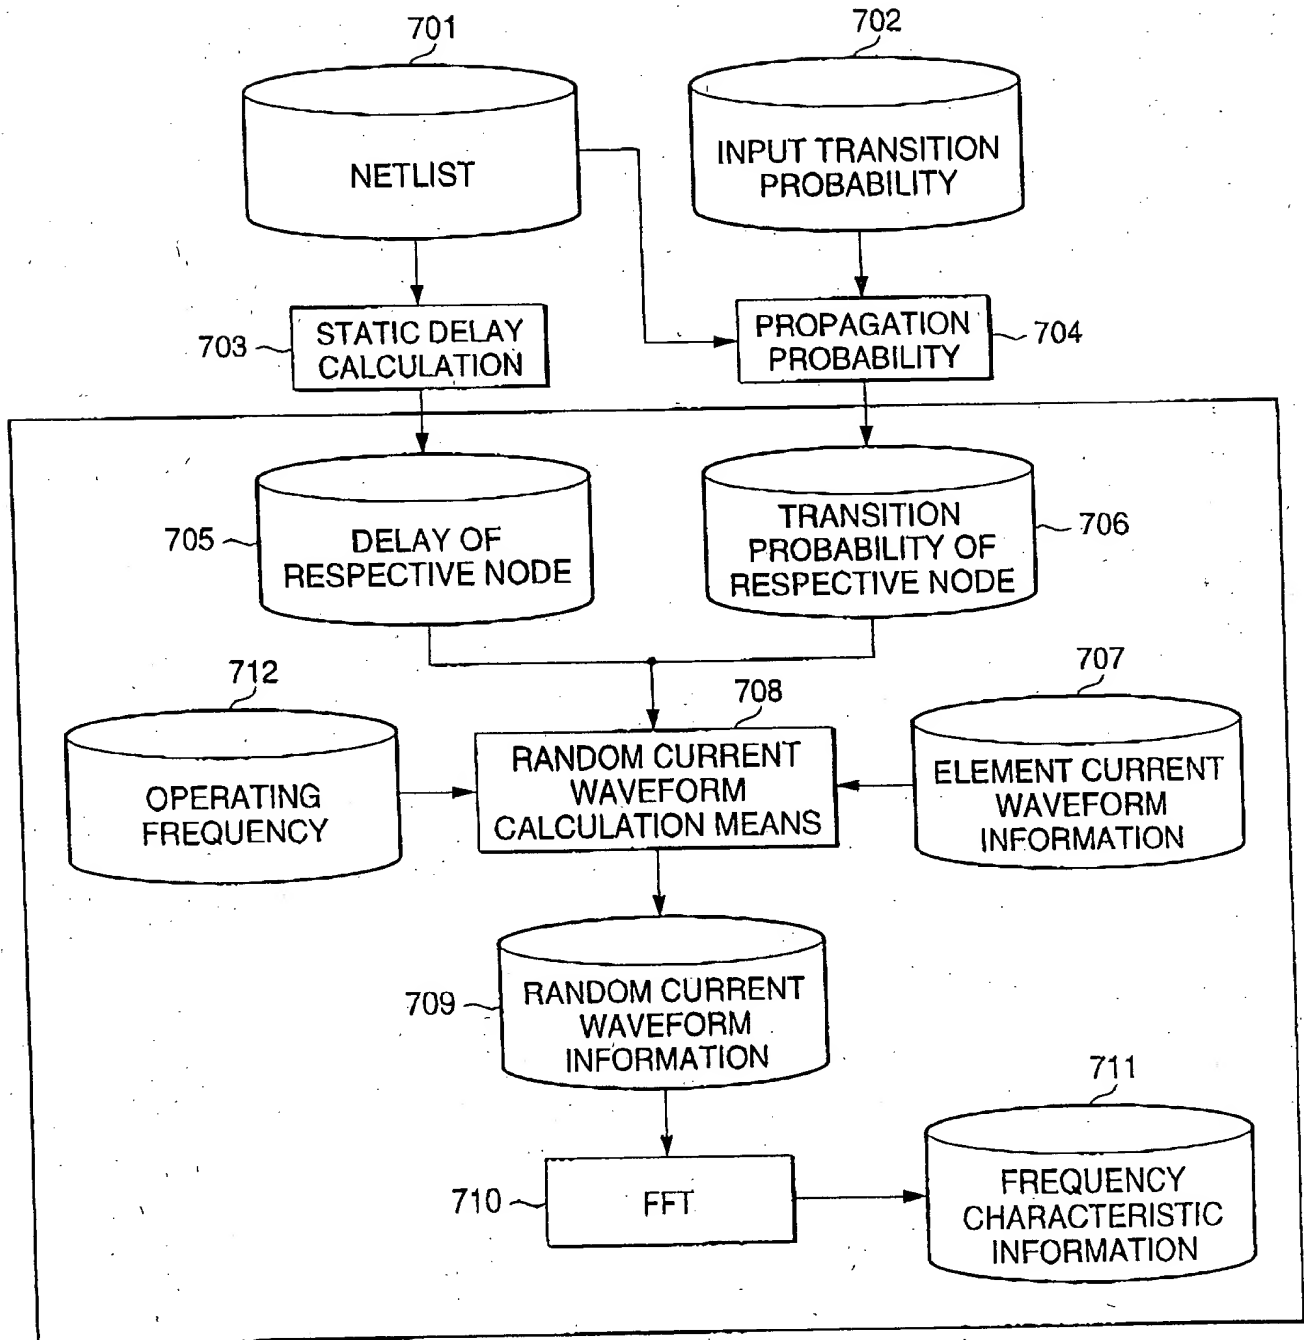 701
702
NETLIST
INPUT TRANSITION
PROBABILITY
703
STATIC DELAY
CALCULATION
PROPAGATION
PROBABILITY
704
705
DELAY OF
RESPECTIVE NODE
TRANSITION
PROBABILITY OF
RESPECTIVE NODE
706
712
708
707
OPERATING
FREQUENCY
RANDOM CURRENT
WAVEFORM
CALCULATION MEANS
ELEMENT CURRENT
WAVEFORM
INFORMATION
709
RANDOM CURRENT
WAVEFORM
INFORMATION
711
710
FFT
FREQUENCY
CHARACTERISTIC
INFORMATION